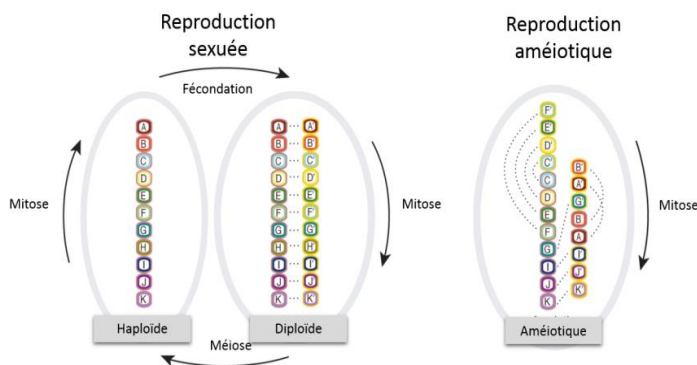 Reproduction
sexuée
Fécondation
Mitose
A
B
C
D
E
F
G
H
I
J
K
Haploïde
A A'
B B'
C C'
D D'
E E'
F F'
G G'
H H'
I I'
J J'
K K'
Diploïde
Mitose
Méiose
Reproduction
améiotique
F'
E'
D'
C'
C
D
E
F
G
I
J
K
B'
A'
G'
B
A
I'
J'
K'
Améiotique
Mitose